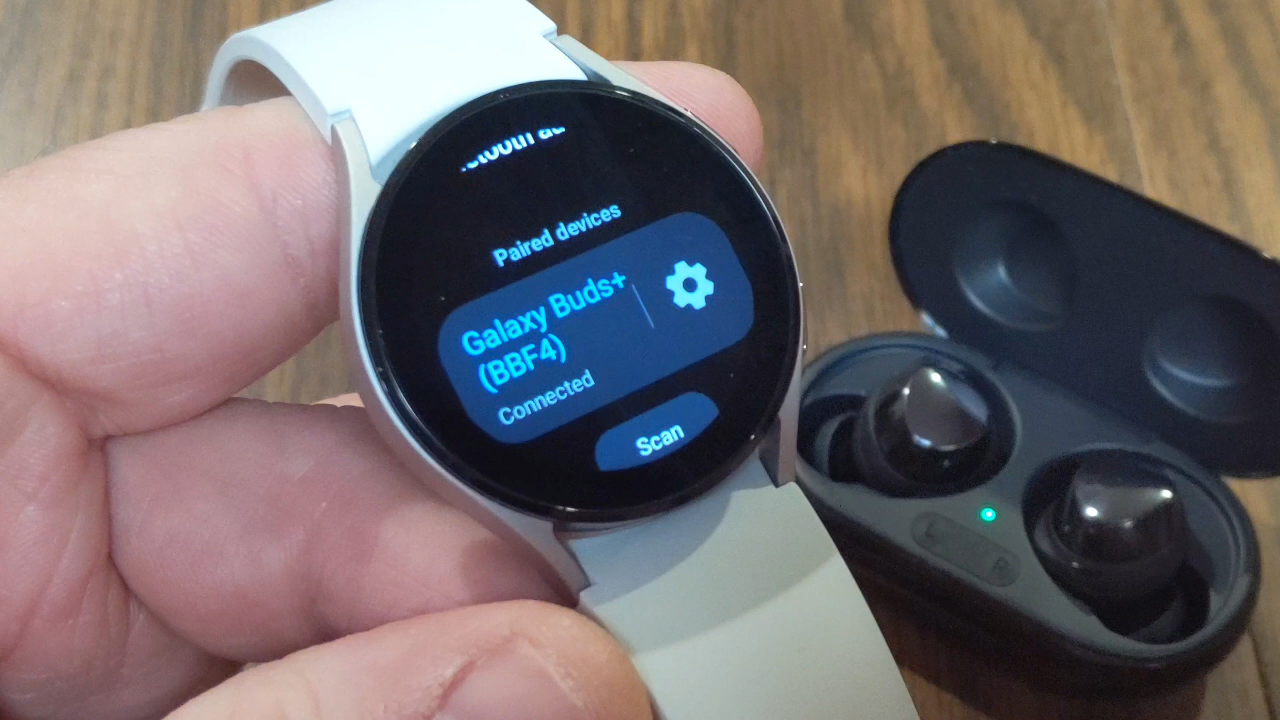 Paired devices
Galaxy Buds+
(BBF4)
Connected
Scan
L
R